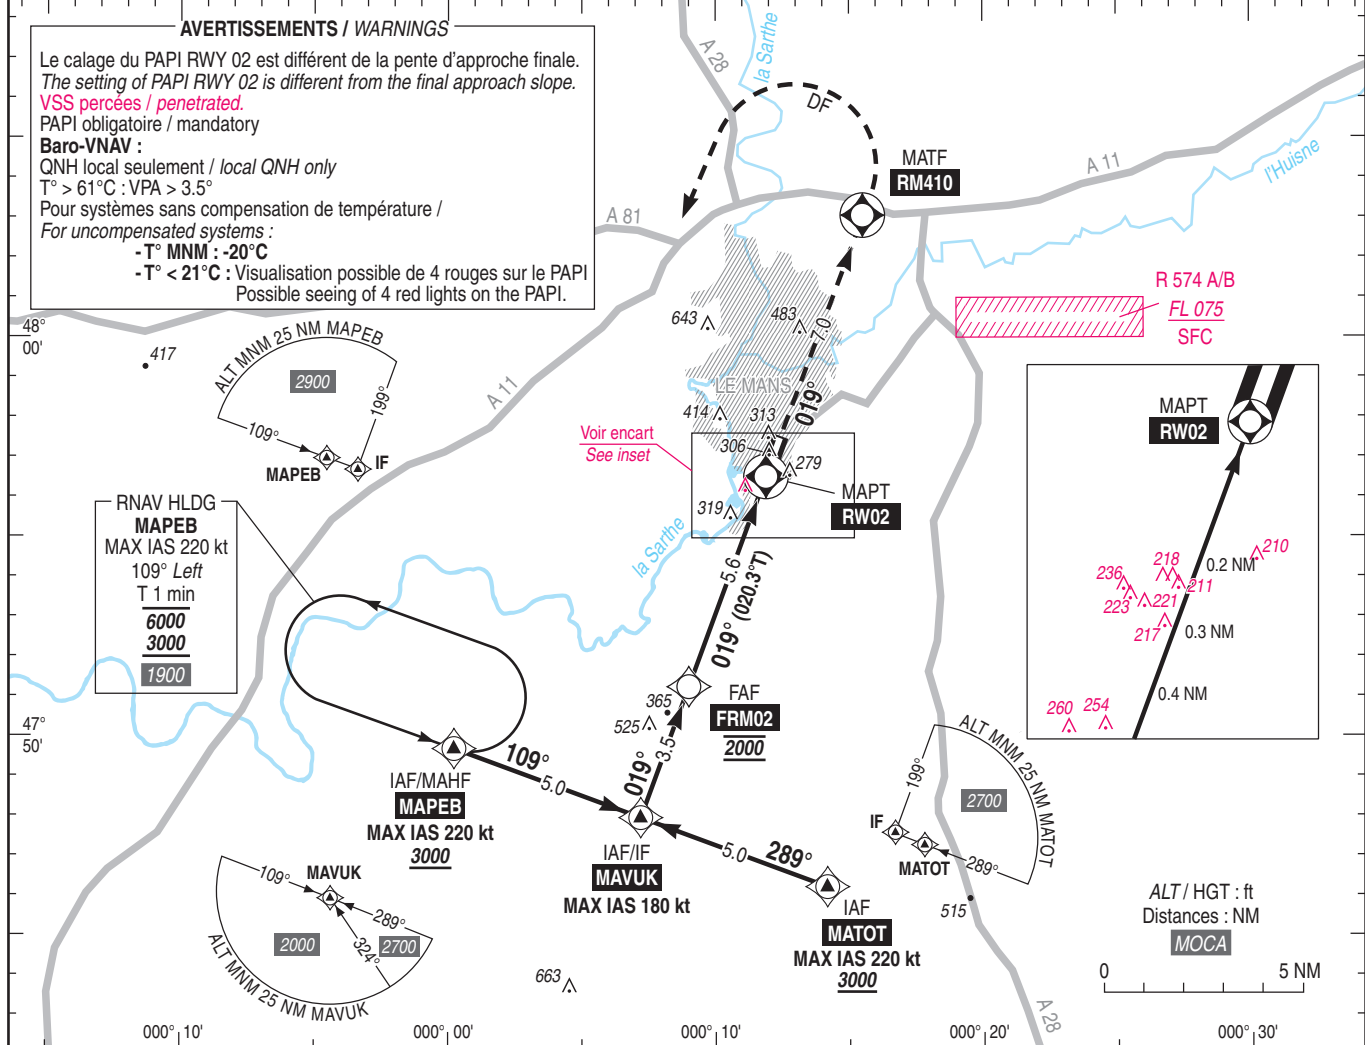 AVERTISSEMENTS / WARNINGS
Le calage du PAPI RWY 02 est différent de la pente d'approche finale.
The setting of PAPI RWY 02 is different from the final approach slope.
VSS percées / penetrated.
PAPI obligatoire / mandatory
Baro-VNAV :
QNH local seulement / local QNH only
T° > 61°C : VPA > 3.5°
Pour systèmes sans compensation de température /
For uncompensated systems :
- T° MNM : -20°C
- T° < 21°C : Visualisation possible de 4 rouges sur le PAPI
Possible seeing of 4 red lights on the PAPI.
A 28
la Sarthe
DF
MATF
RM410
A 11
l'Huisne
A 81
R 574 A/B
FL 075
SFC
48°
00'
417
ALT MNM 25 NM MAPEB
2900
109°
199°
MAPEB
IF
A 11
643
483
7.0
LE MANS
019°
414
313
306
279
319
Voir encart
See inset
MAPT
RW02
la Sarthe
MAPT
RW02
210
0.2 NM
218
236
211
223
221
217
0.3 NM
0.4 NM
260
254
RNAV HLDG
MAPEB
MAX IAS 220 kt
109° Left
T 1 min
6000
3000
1900
5.6
019° (020.3°T)
FAF
FRM02
2000
365
525
3.5
019°
47°
50'
109°
5.0
IAF/MAHF
MAPEB
MAX IAS 220 kt
3000
IAF/IF
MAVUK
MAX IAS 180 kt
5.0
289°
IAF
MATOT
MAX IAS 220 kt
3000
ALT MNM 25 NM MATOT
199°
2700
IF
MATOT
289°
515
MAVUK
109°
289°
324°
2000
2700
ALT MNM 25 NM MAVUK
663
ALT / HGT : ft
Distances : NM
MOCA
0
5 NM
A 28
000° 10'
000° 00'
000° 10'
000° 20'
000° 30'